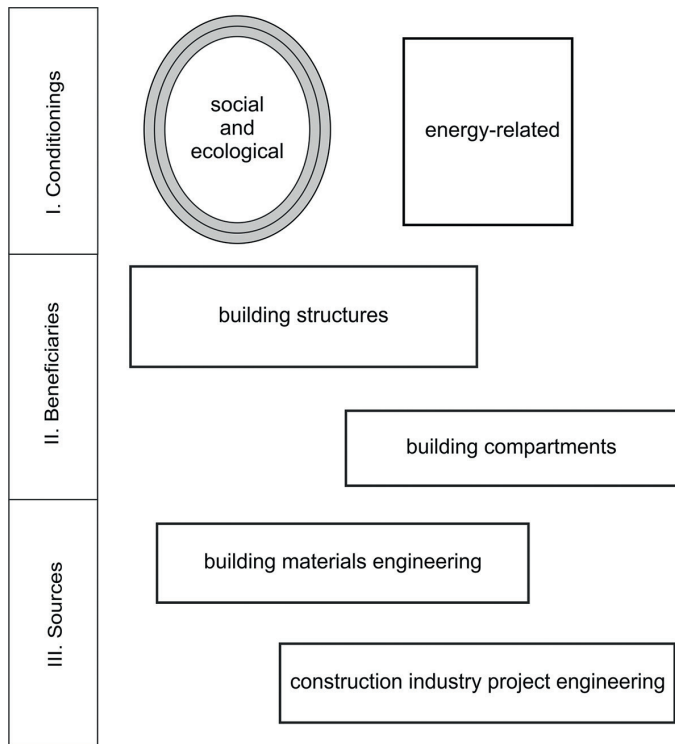 I. Conditionings
social
and
ecological
energy-related
II. Beneficiaries
building structures
building compartments
III. Sources
building materials engineering
construction industry project engineering